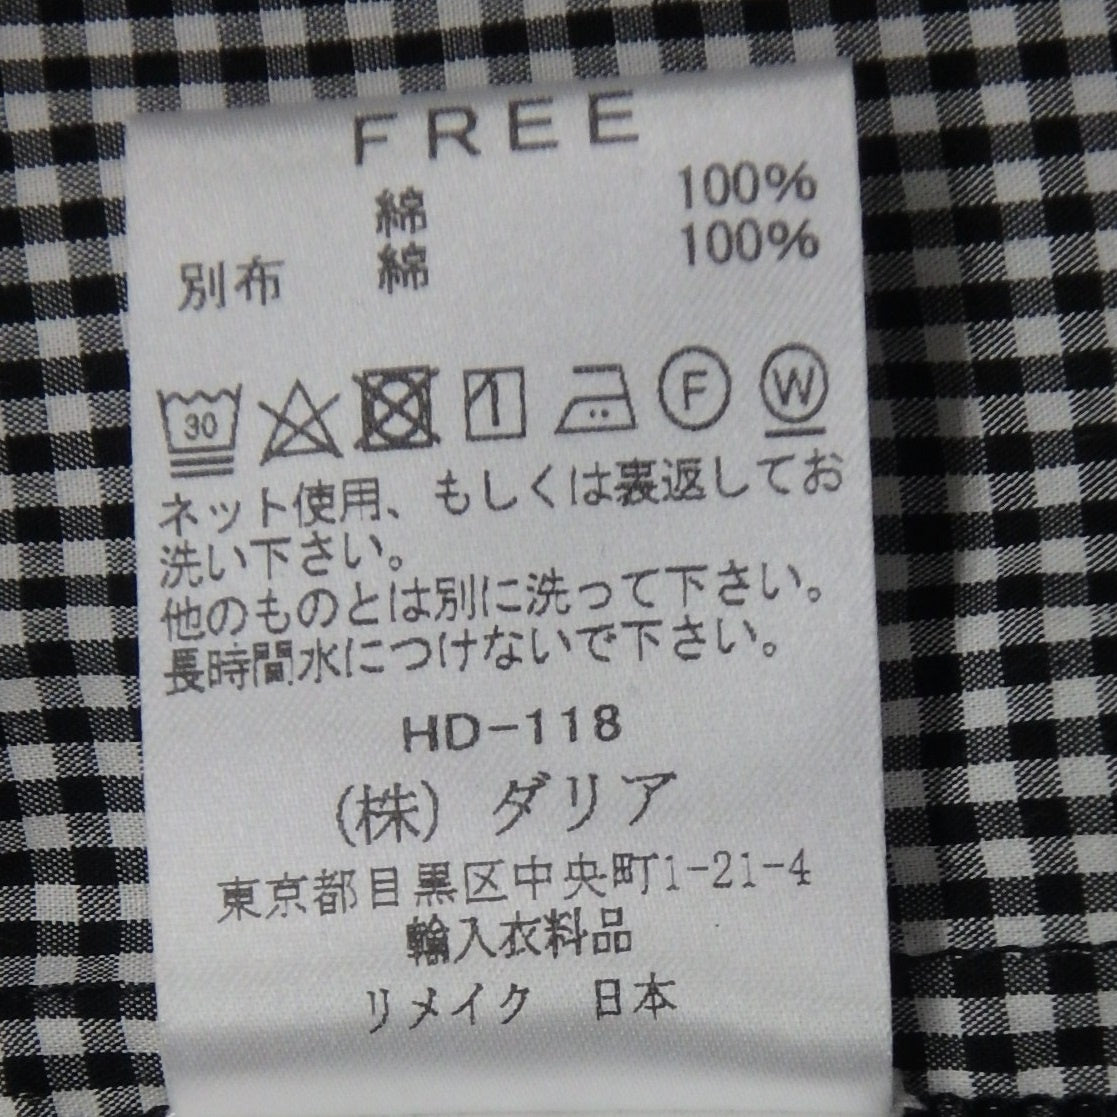 FREE
綿 100%
別布 綿 100%
30 F W
ネット使用、もしくは裏返してお
洗い下さい。
他のものとは別に洗って下さい。
長時間水につけないで下さい。
HD-118
(株) ダリア
東京都目黒区中央町1-21-4
輸入衣料品
リメイク 日本